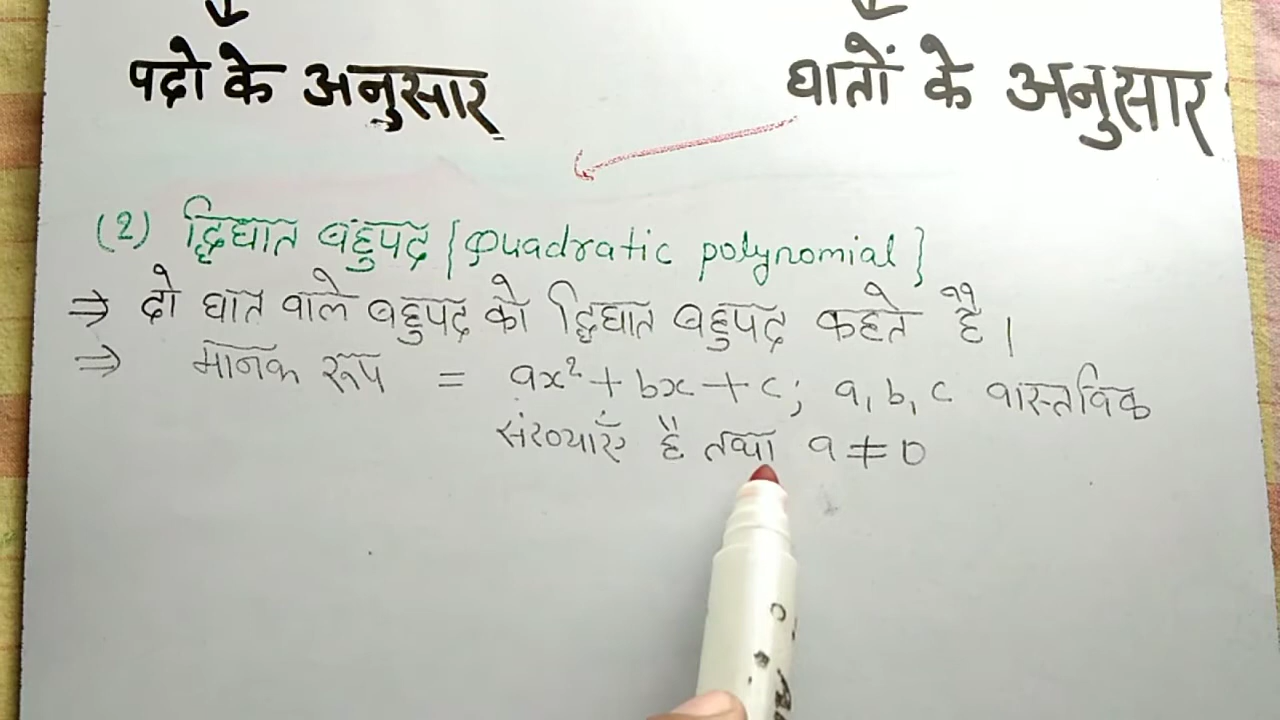 पदो के अनुसार
घातों के अनुसार
(2) द्विघात बहुपद {Quadratic polynomial}
⇒ दो घात वाले बहुपद को द्विघात बहुपद कहते है।
⇒ मानक रूप = ax² + bx + c; a, b, c वास्तविक
संख्याएँ है तथा a ≠ 0